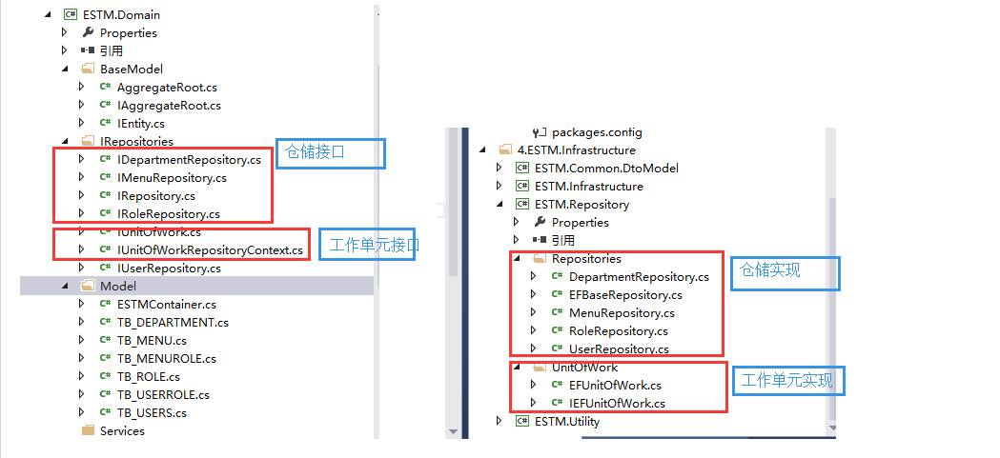 ESTM.Domain
Properties
引用
BaseModel
AggregateRoot.cs
IAggregateRoot.cs
IEntity.cs
IRepositories
仓储接口
IDepartmentRepository.cs
IMenuRepository.cs
IRepository.cs
IRoleRepository.cs
IUnitOfWork.cs
工作单元接口
IUnitOfWorkRepositoryContext.cs
IUserRepository.cs
Model
ESTMContainer.cs
TB_DEPARTMENT.cs
TB_MENU.cs
TB_MENUROLE.cs
TB_ROLE.cs
TB_USERROLE.cs
TB_USERS.cs
Services
packages.config
4.ESTM.Infrastructure
ESTM.Common.DtoModel
ESTM.Infrastructure
ESTM.Repository
Properties
引用
Repositories
仓储实现
DepartmentRepository.cs
EFBaseRepository.cs
MenuRepository.cs
RoleRepository.cs
UserRepository.cs
UnitOfWork
工作单元实现
EFUnitOfWork.cs
IEFUnitOfWork.cs
ESTM.Utility